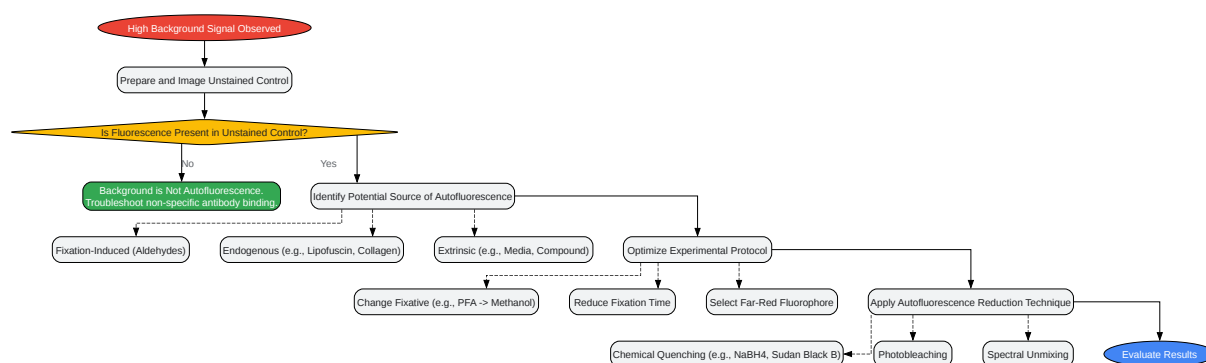 High Background Signal Observed
Prepare and Image Unstained Control
Is Fluorescence Present in Unstained Control?
No
Yes
Background is Not Autofluorescence.
Troubleshoot non-specific antibody binding.
Identify Potential Source of Autofluorescence
Fixation-Induced (Aldehydes)
Endogenous (e.g., Lipofuscin, Collagen)
Extrinsic (e.g., Media, Compound)
Optimize Experimental Protocol
Change Fixative (e.g., PFA -> Methanol)
Reduce Fixation Time
Select Far-Red Fluorophore
Apply Autofluorescence Reduction Technique
Chemical Quenching (e.g., NaBH4, Sudan Black B)
Photobleaching
Spectral Unmixing
Evaluate Results